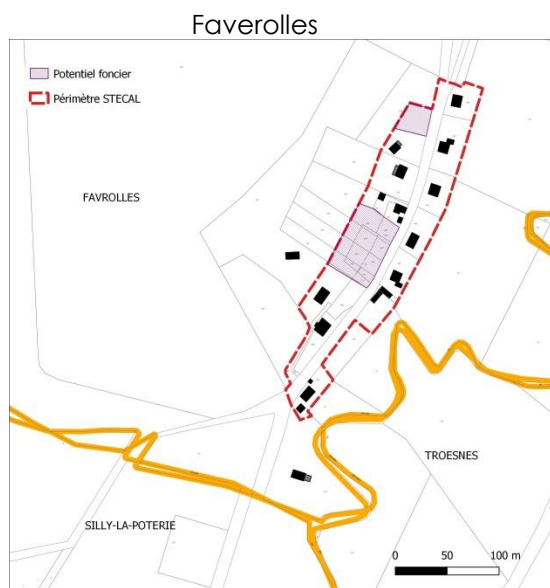 Faverolles
Potentiel foncier
Périmètre STECAL
FAVROLLES
TROESNES
SILLY-LA-POTERIE
0 50 100 m